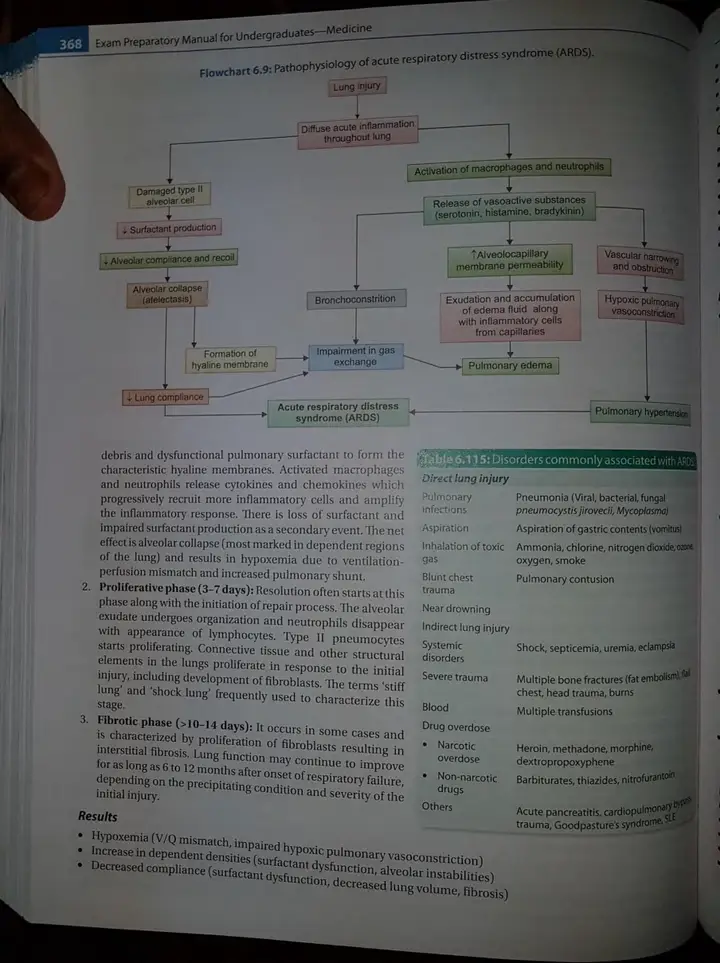 368 Exam Preparatory Manual for Undergraduates—Medicine
Flowchart 6.9: Pathophysiology of acute respiratory distress syndrome (ARDS).
Lung injury
Diffuse acute inflammation
throughout lung
Damaged type II
alveolar cell
↓ Surfactant production
↓ Alveolar compliance and recoil
Alveolar collapse
(atelectasis)
Formation of
hyaline membrane
↓ Lung compliance
Activation of macrophages and neutrophils
Release of vasoactive substances
(serotonin, histamine, bradykinin)
Bronchoconstrition
Impairment in gas
exchange
↑Alveolocapillary
membrane permeability
Exudation and accumulation
of edema fluid along
with inflammatory cells
from capillaries
Pulmonary edema
Vascular narrowing
and obstruction
Hypoxic pulmonary
vasoconstriction
Pulmonary hypertension
Acute respiratory distress
syndrome (ARDS)
debris and dysfunctional pulmonary surfactant to form the
characteristic hyaline membranes. Activated macrophages
and neutrophils release cytokines and chemokines which
progressively recruit more inflammatory cells and amplify
the inflammatory response. There is loss of surfactant and
impaired surfactant production as a secondary event. The net
effect is alveolar collapse (most marked in dependent regions
of the lung) and results in hypoxemia due to ventilation-
perfusion mismatch and increased pulmonary shunt.
2. Proliferative phase (3–7 days): Resolution often starts at this
phase along with the initiation of repair process. The alveolar
exudate undergoes organization and neutrophils disappear
with appearance of lymphocytes. Type II pneumocytes
starts proliferating. Connective tissue and other structural
elements in the lungs proliferate in response to the initial
injury, including development of fibroblasts. The terms 'stiff
lung' and 'shock lung' frequently used to characterize this
stage.
3. Fibrotic phase (>10–14 days): It occurs in some cases and
is characterized by proliferation of fibroblasts resulting in
interstitial fibrosis. Lung function may continue to improve
for as long as 6 to 12 months after onset of respiratory failure,
depending on the precipitating condition and severity of the
initial injury.
Results
• Hypoxemia (V/Q mismatch, impaired hypoxic pulmonary vasoconstriction)
• Increase in dependent densities (surfactant dysfunction, alveolar instabilities)
• Decreased compliance (surfactant dysfunction, decreased lung volume, fibrosis)
Table 6.115: Disorders commonly associated with ARDS
Direct lung injury
Pulmonary Pneumonia (Viral, bacterial, fungal
infections pneumocystis jirovecii, Mycoplasma)
Aspiration Aspiration of gastric contents (vomitus)
Inhalation of toxic Ammonia, chlorine, nitrogen dioxide, ozone
gas oxygen, smoke
Blunt chest Pulmonary contusion
trauma
Near drowning
Indirect lung injury
Systemic Shock, septicemia, uremia, eclampsia
disorders
Severe trauma Multiple bone fractures (fat embolism), flail
chest, head trauma, burns
Blood Multiple transfusions
Drug overdose
• Narcotic Heroin, methadone, morphine,
overdose dextropropoxyphene
• Non-narcotic Barbiturates, thiazides, nitrofurantoin
drugs
Others Acute pancreatitis, cardiopulmonary
trauma, Goodpasture's syndrome, SLE